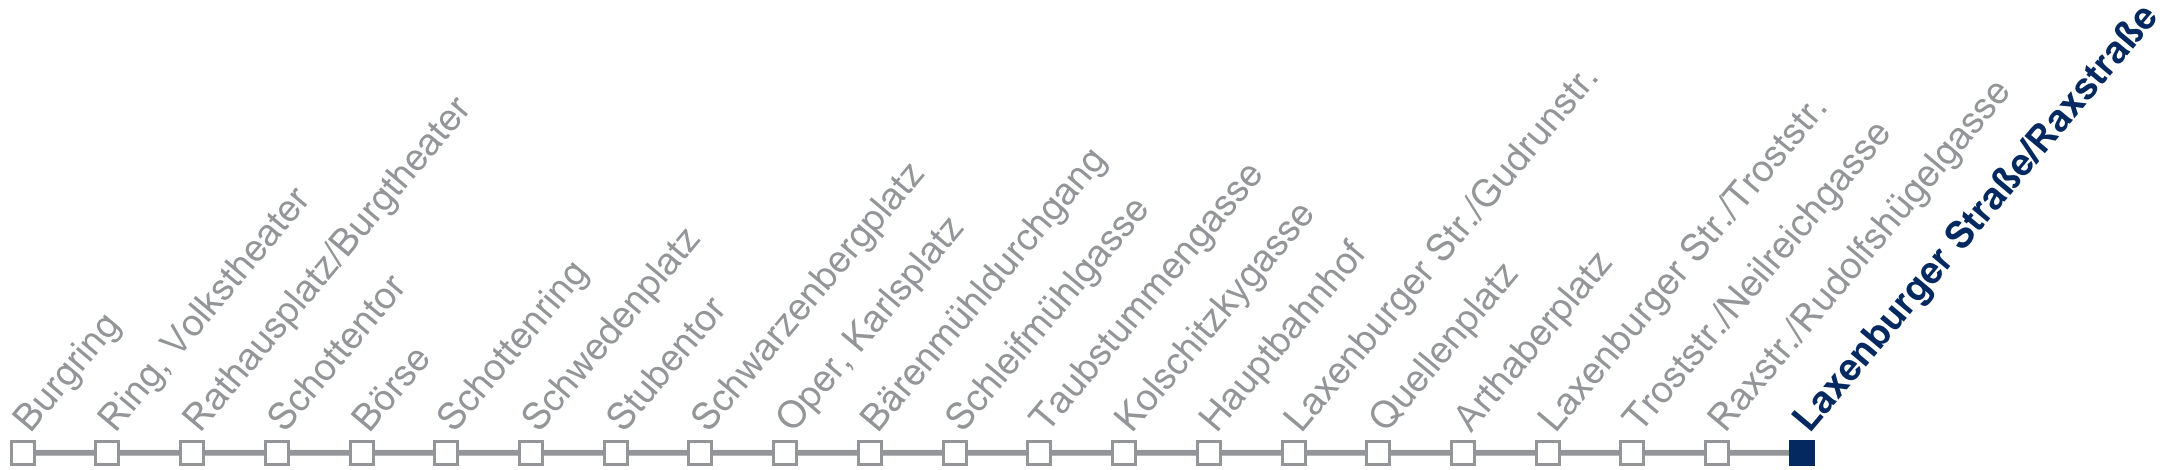 Burgring
Ring, Volkstheater
Rathausplatz/Burgtheater
Schottentor
Börse
Schottenring
Schwedenplatz
Stubentor
Schwarzenbergplatz
Oper, Karlsplatz
Bärenmühldurchgang
Schleifmühlgasse
Taubstummengasse
Kolschitzkygasse
Hauptbahnhof
Laxenburger Str./Gudrunstr.
Quellenplatz
Arthaberplatz
Laxenburger Str./Troststr.
Troststr./Neilreichgasse
Raxstr./Rudolfshügelgasse
Laxenburger Straße/Raxstraße